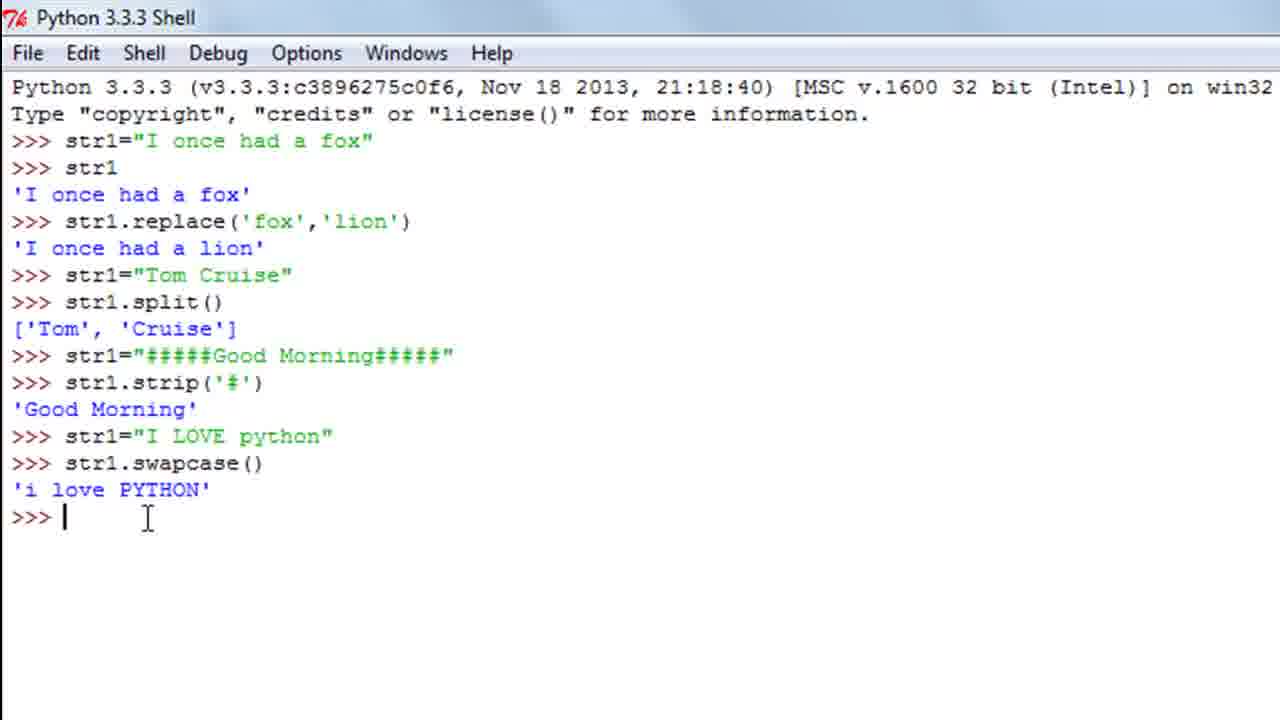 Python 3.3.3 Shell
File Edit Shell Debug Options Windows Help
Python 3.3.3 (v3.3.3:c3896275c0f6, Nov 18 2013, 21:18:40) [MSC v.1600 32 bit (Intel)] on win32
Type "copyright", "credits" or "license()" for more information.
>>> str1="I once had a fox"
>>> str1
'I once had a fox'
>>> str1.replace('fox','lion')
'I once had a lion'
>>> str1="Tom Cruise"
>>> str1.split()
['Tom', 'Cruise']
>>> str1="#####Good Morning#####"
>>> str1.strip('#')
'Good Morning'
>>> str1="I LOVE python"
>>> str1.swapcase()
'i love PYTHON'
>>>